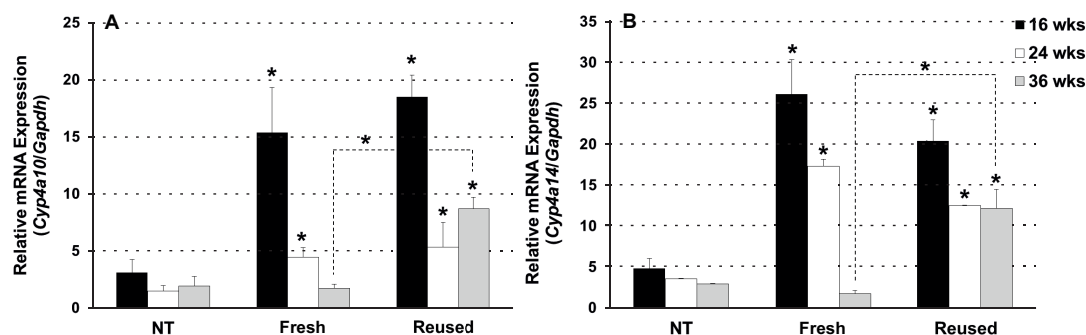 A
Relative mRNA Expression
(Cyp4a10/Gapdh)
25
20
15
10
5
0
*
*
*
*
*
*
NT Fresh Reused
B
Relative mRNA Expression
(Cyp4a14/Gapdh)
35
30
25
20
15
10
5
0
*
*
*
*
*
*
NT Fresh Reused
16 wks
24 wks
36 wks